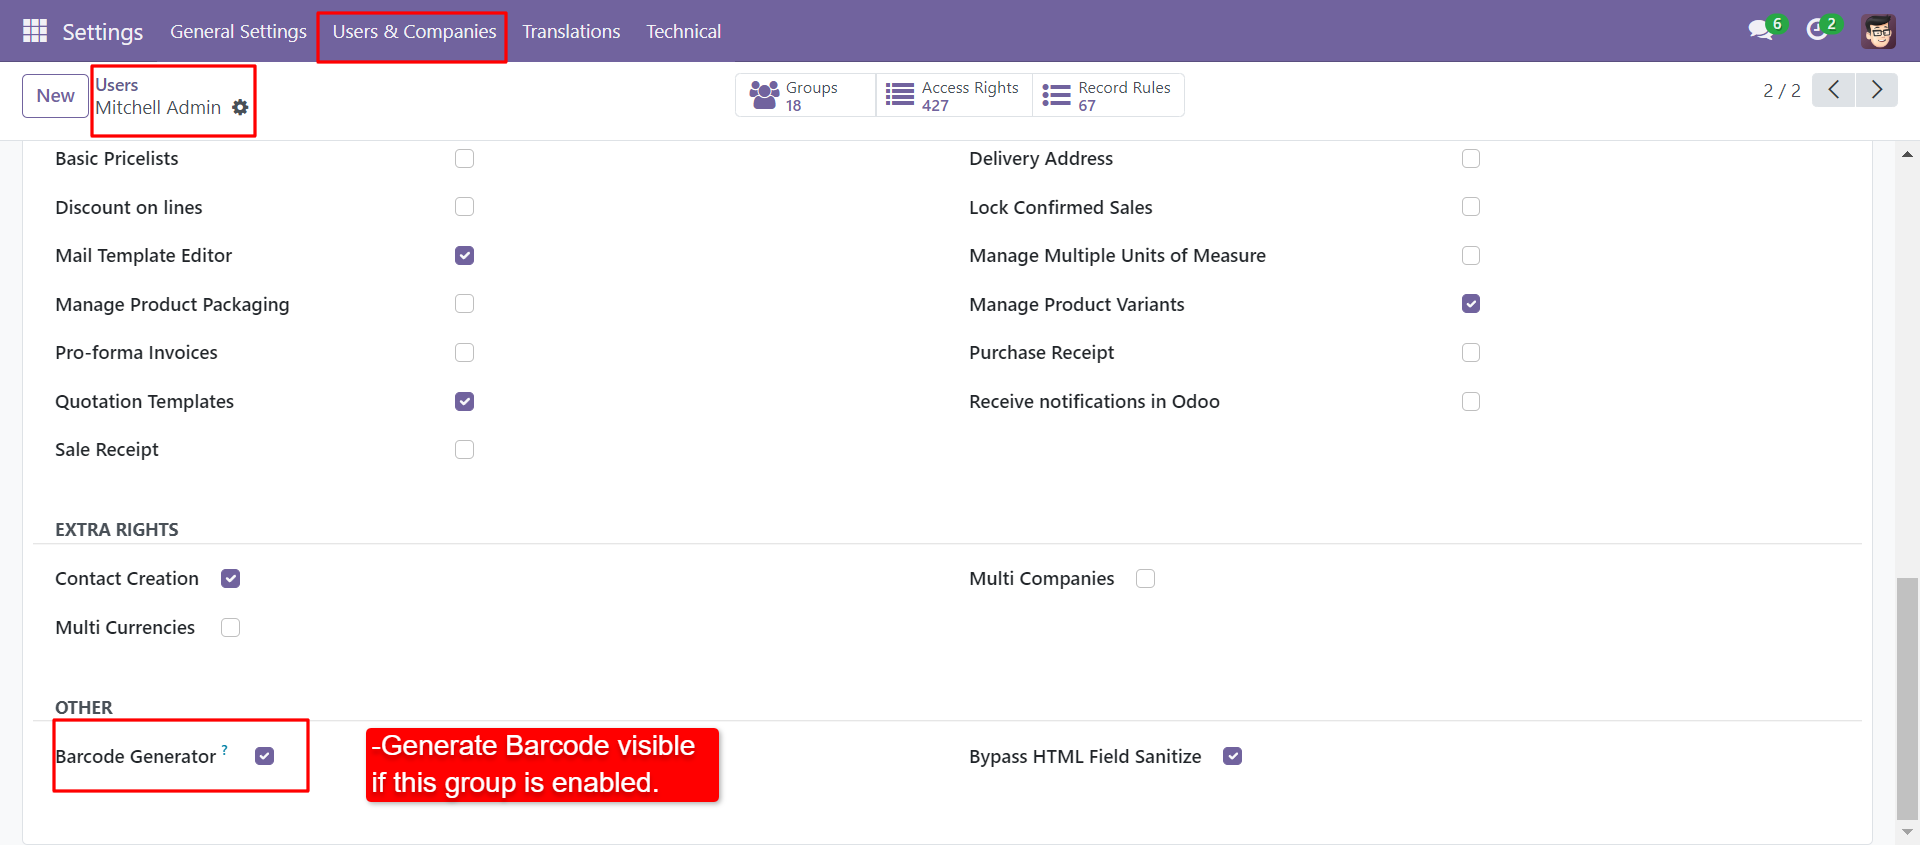 Settings General Settings Users & Companies Translations Technical 6 2
New Users
Mitchell Admin
Groups
18
Access Rights
427
Record Rules
67
2 / 2
Basic Pricelists
Delivery Address
Discount on lines
Lock Confirmed Sales
Mail Template Editor
Manage Multiple Units of Measure
Manage Product Packaging
Manage Product Variants
Pro-forma Invoices
Purchase Receipt
Quotation Templates
Receive notifications in Odoo
Sale Receipt
EXTRA RIGHTS
Contact Creation
Multi Companies
Multi Currencies
OTHER
Barcode Generator ?
-Generate Barcode visible
if this group is enabled.
Bypass HTML Field Sanitize